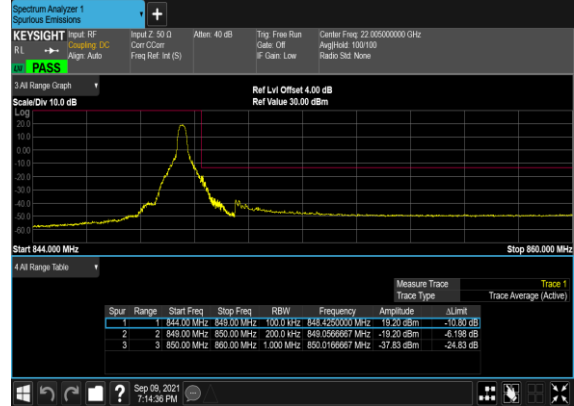 Spectrum Analyzer 1
Spurious Emissions
+
KEYSIGHT Input: RF Input Z: 50 Ω Atten: 40 dB Trig: Free Run Center Freq: 22.005000000 GHz
RL Coupling: DC Corr CCorr Gate: Off Avg|Hold: 100/100
Align: Auto Freq Ref: Int (S) IF Gain: Low Radio Std: None
PASS
3 All Range Graph
Ref Lvl Offset 4.00 dB
Scale/Div 10.0 dB Ref Value 30.00 dBm
Log
20.0
10.0
0.00
-10.0
-20.0
-30.0
-40.0
-50.0
-60.0
Start 844.000 MHz Stop 860.000 MHz
4 All Range Table
Measure Trace Trace 1
Trace Type Trace Average (Active)
Spur Range Start Freq Stop Freq RBW Frequency Amplitude ΔLimit
1 1 844.00 MHz 849.00 MHz 100.0 kHz 848.4250000 MHz 19.20 dBm -10.80 dB
2 2 849.00 MHz 850.00 MHz 200.0 kHz 849.0566667 MHz -19.20 dBm -6.198 dB
3 3 850.00 MHz 860.00 MHz 1.000 MHz 850.0166667 MHz -37.83 dBm -24.83 dB
? Sep 09, 2021
7:14:36 PM